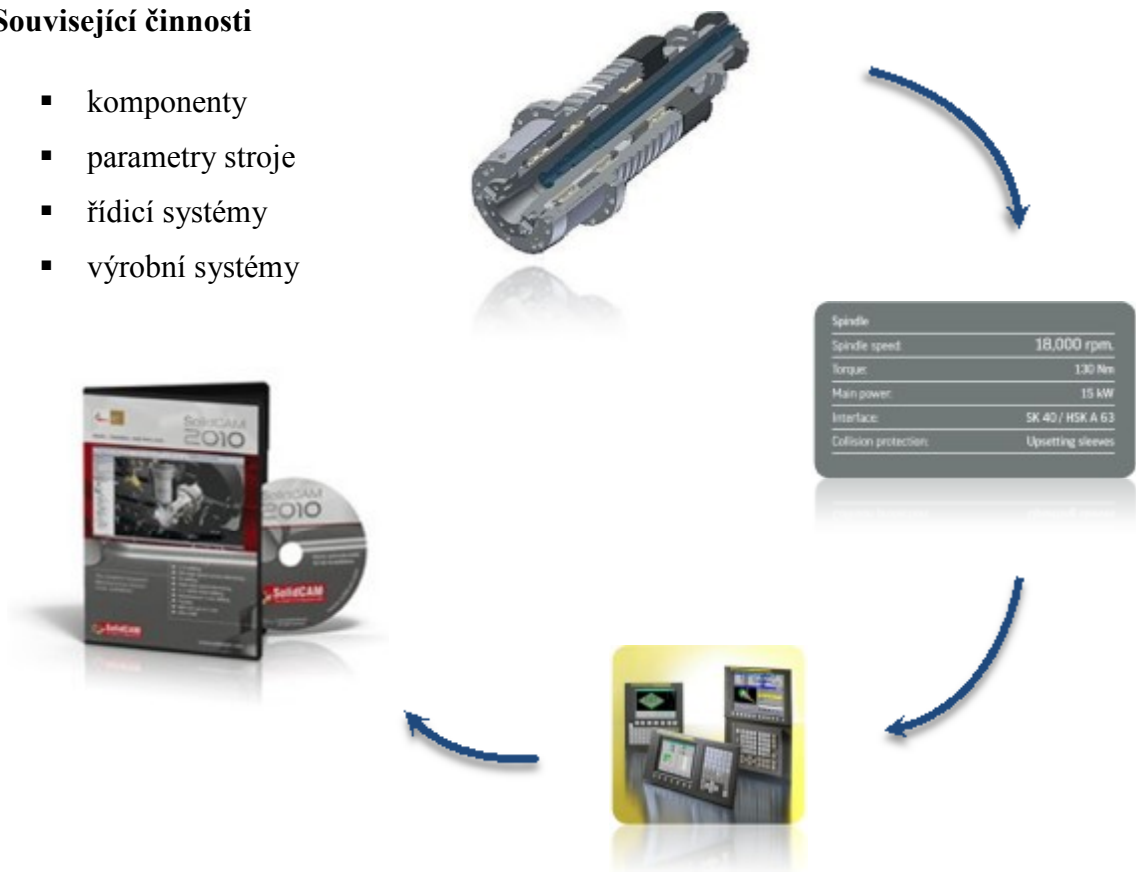 Související činnosti
▪ komponenty
▪ parametry stroje
▪ řídicí systémy
▪ výrobní systémy
Spindle
Spindle speed: 18,000 rpm.
Torque: 130 Nm
Main power: 15 kW
Interface: SK 40 / HSK A 63
Collision protection: Upsetting sleeves
SolidCAM
2010
SolidCAM
2010
SolidCAM
SolidCAM